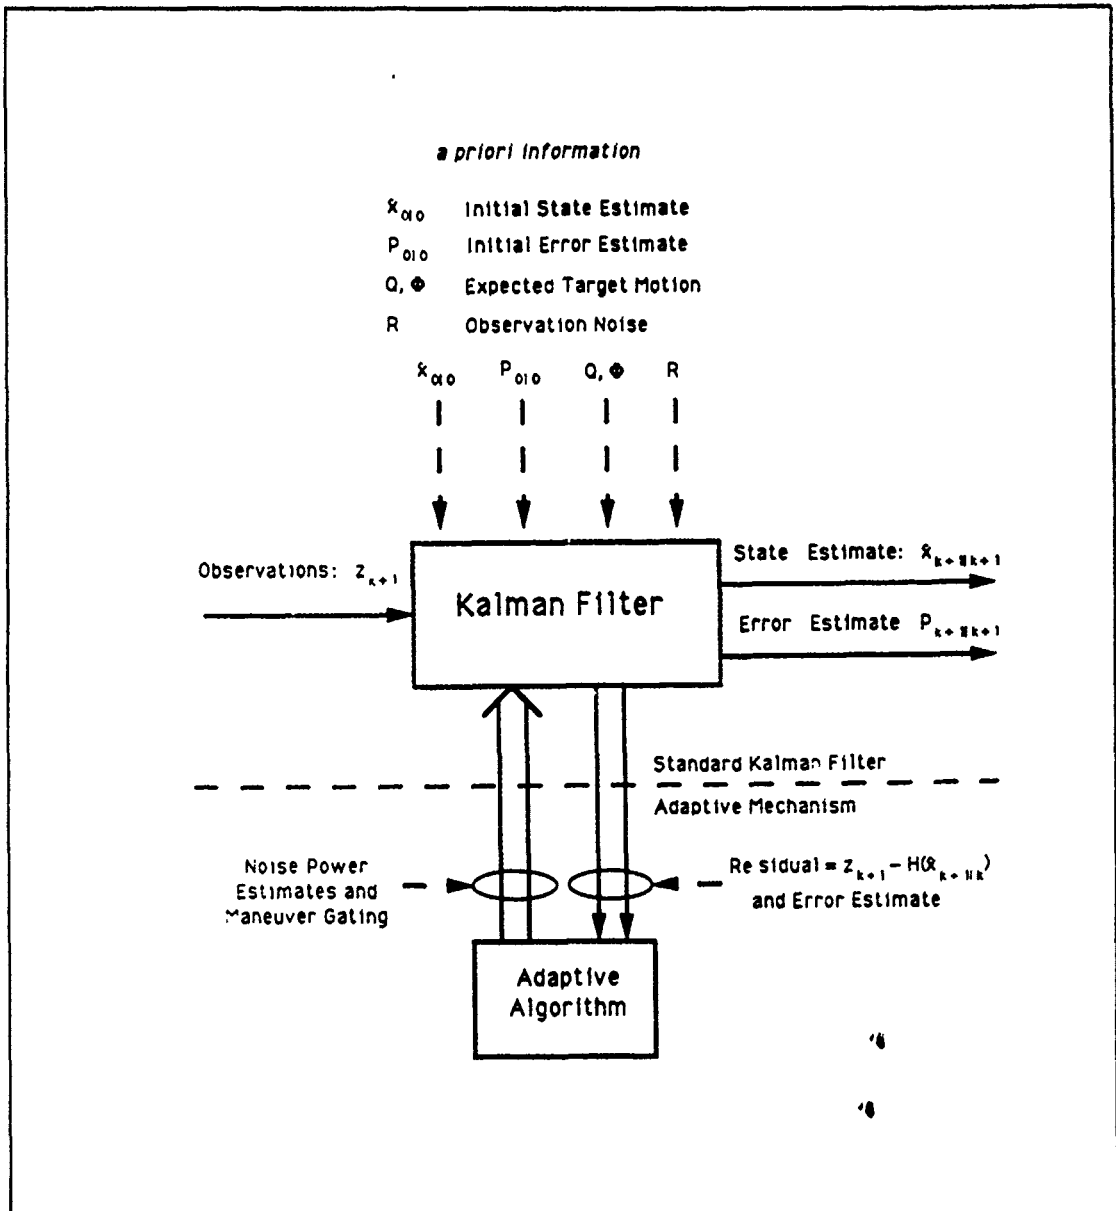 a priori information
x̂₀|₀ Initial State Estimate
P₀|₀ Initial Error Estimate
Q, Φ Expected Target Motion
R Observation Noise
x̂₀|₀ P₀|₀ Q, Φ R
Observations: zₖ₊₁
Kalman Filter
State Estimate: x̂ₖ₊₁|ₖ₊₁
Error Estimate Pₖ₊₁|ₖ₊₁
Standard Kalman Filter
Adaptive Mechanism
Noise Power
Estimates and
Maneuver Gating
Residual = zₖ₊₁ - H(x̂ₖ₊₁|ₖ)
and Error Estimate
Adaptive
Algorithm